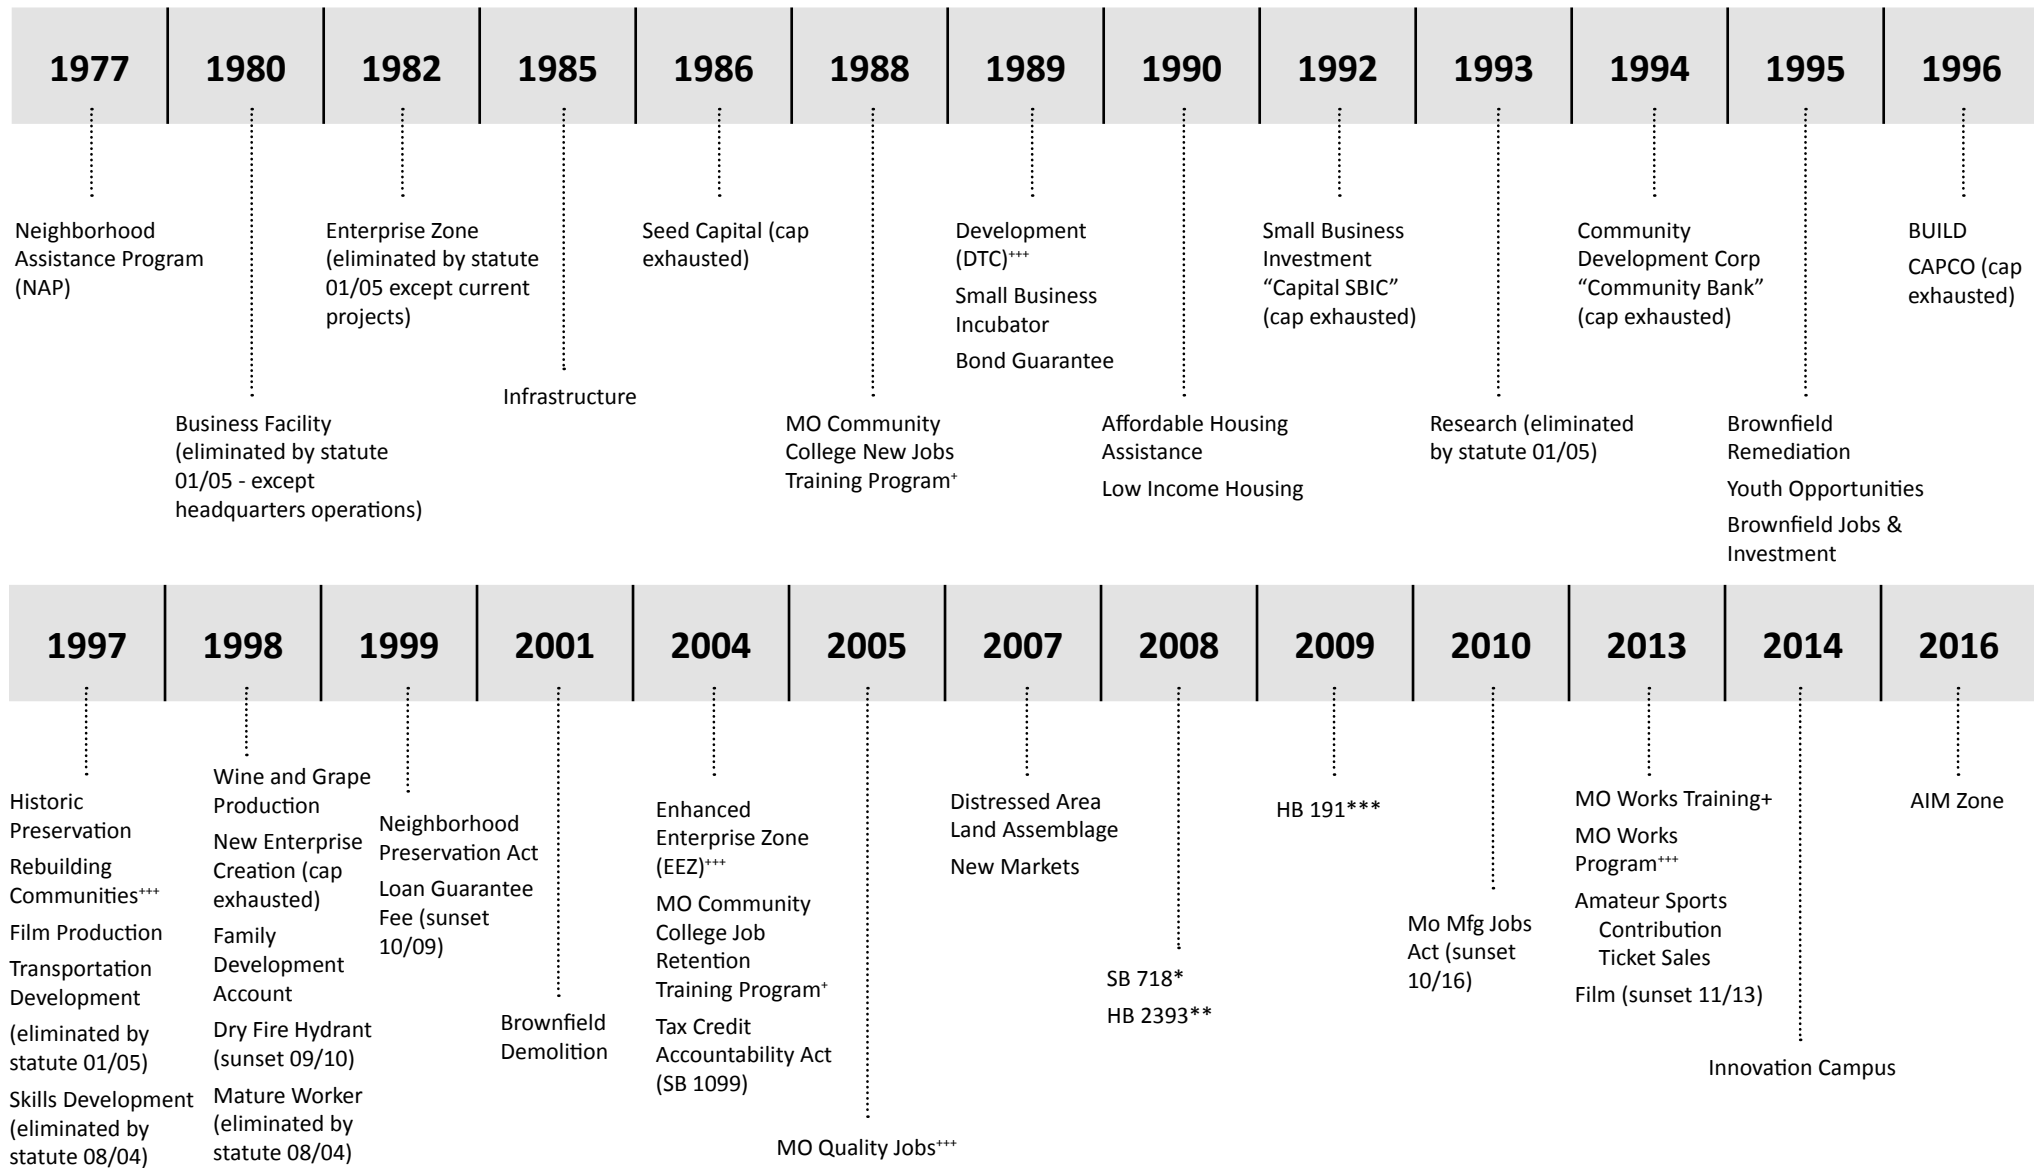 1977 1980 1982 1985 1986 1988 1989 1990 1992 1993 1994 1995 1996
Neighborhood
Assistance Program
(NAP)
Business Facility
(eliminated by statute
01/05 - except
headquarters operations)
Enterprise Zone
(eliminated by statute
01/05 except current
projects)
Infrastructure
Seed Capital (cap
exhausted)
MO Community
College New Jobs
Training Program+
Development
(DTC)+++
Small Business
Incubator
Bond Guarantee
Affordable Housing
Assistance
Low Income Housing
Small Business
Investment
“Capital SBIC”
(cap exhausted)
Research (eliminated
by statute 01/05)
Community
Development Corp
“Community Bank”
(cap exhausted)
Brownfield
Remediation
Youth Opportunities
Brownfield Jobs &
Investment
BUILD
CAPCO (cap
exhausted)
1997 1998 1999 2001 2004 2005 2007 2008 2009 2010 2013 2014 2016
Historic
Preservation
Rebuilding
Communities+++
Film Production
Transportation
Development
(eliminated by
statute 01/05)
Skills Development
(eliminated by
statute 08/04)
Wine and Grape
Production
New Enterprise
Creation (cap
exhausted)
Family
Development
Account
Dry Fire Hydrant
(sunset 09/10)
Mature Worker
(eliminated by
statute 08/04)
Neighborhood
Preservation Act
Loan Guarantee
Fee (sunset
10/09)
Brownfield
Demolition
Enhanced
Enterprise Zone
(EEZ)+++
MO Community
College Job
Retention
Training Program+
Tax Credit
Accountability Act
(SB 1099)
MO Quality Jobs+++
Distressed Area
Land Assemblage
New Markets
SB 718*
HB 2393**
HB 191***
Mo Mfg Jobs
Act (sunset
10/16)
MO Works Training+
MO Works
Program+++
Amateur Sports
Contribution
Ticket Sales
Film (sunset 11/13)
Innovation Campus
AIM Zone